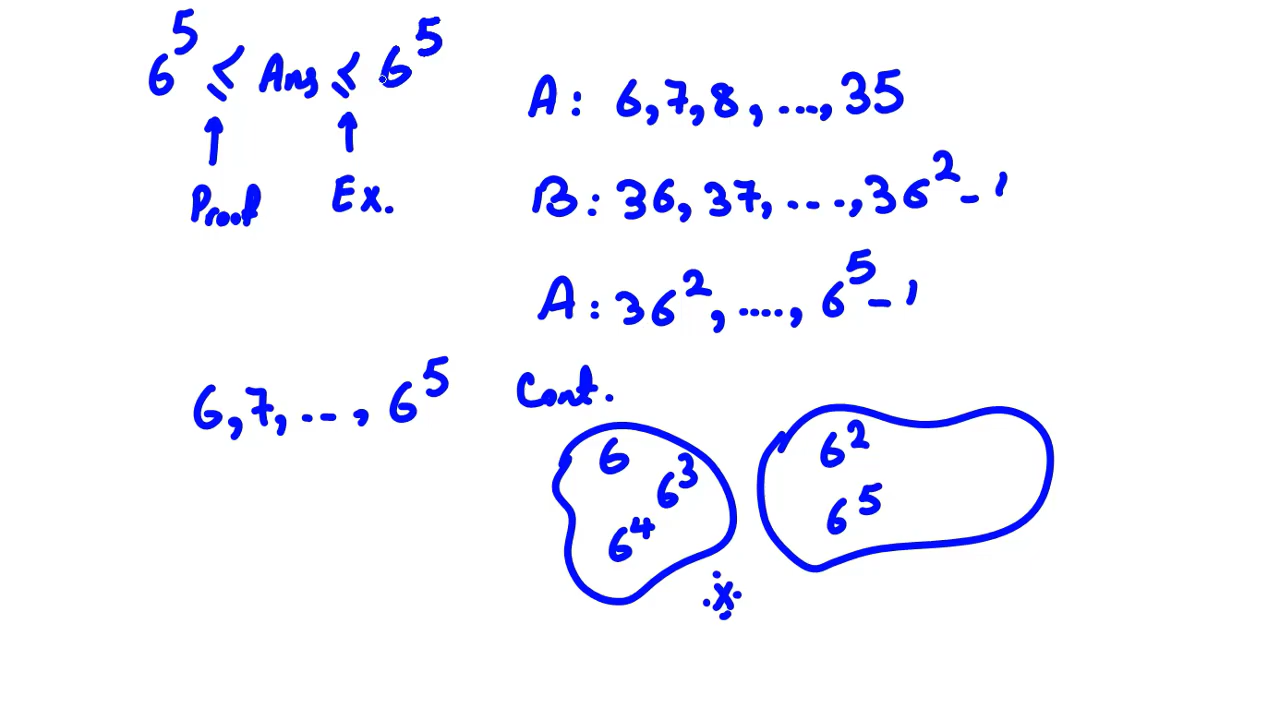 6^5 ≤ Ans ≤ 6^5
↑ ↑
Proof Ex.
A: 6, 7, 8, ..., 35
B: 36, 37, ..., 36^2 - 1
A: 36^2, ...., 6^5 - 1
6, 7, ..., 6^5
Cont.
6 6^3
6^4
6^2
6^5
.x.